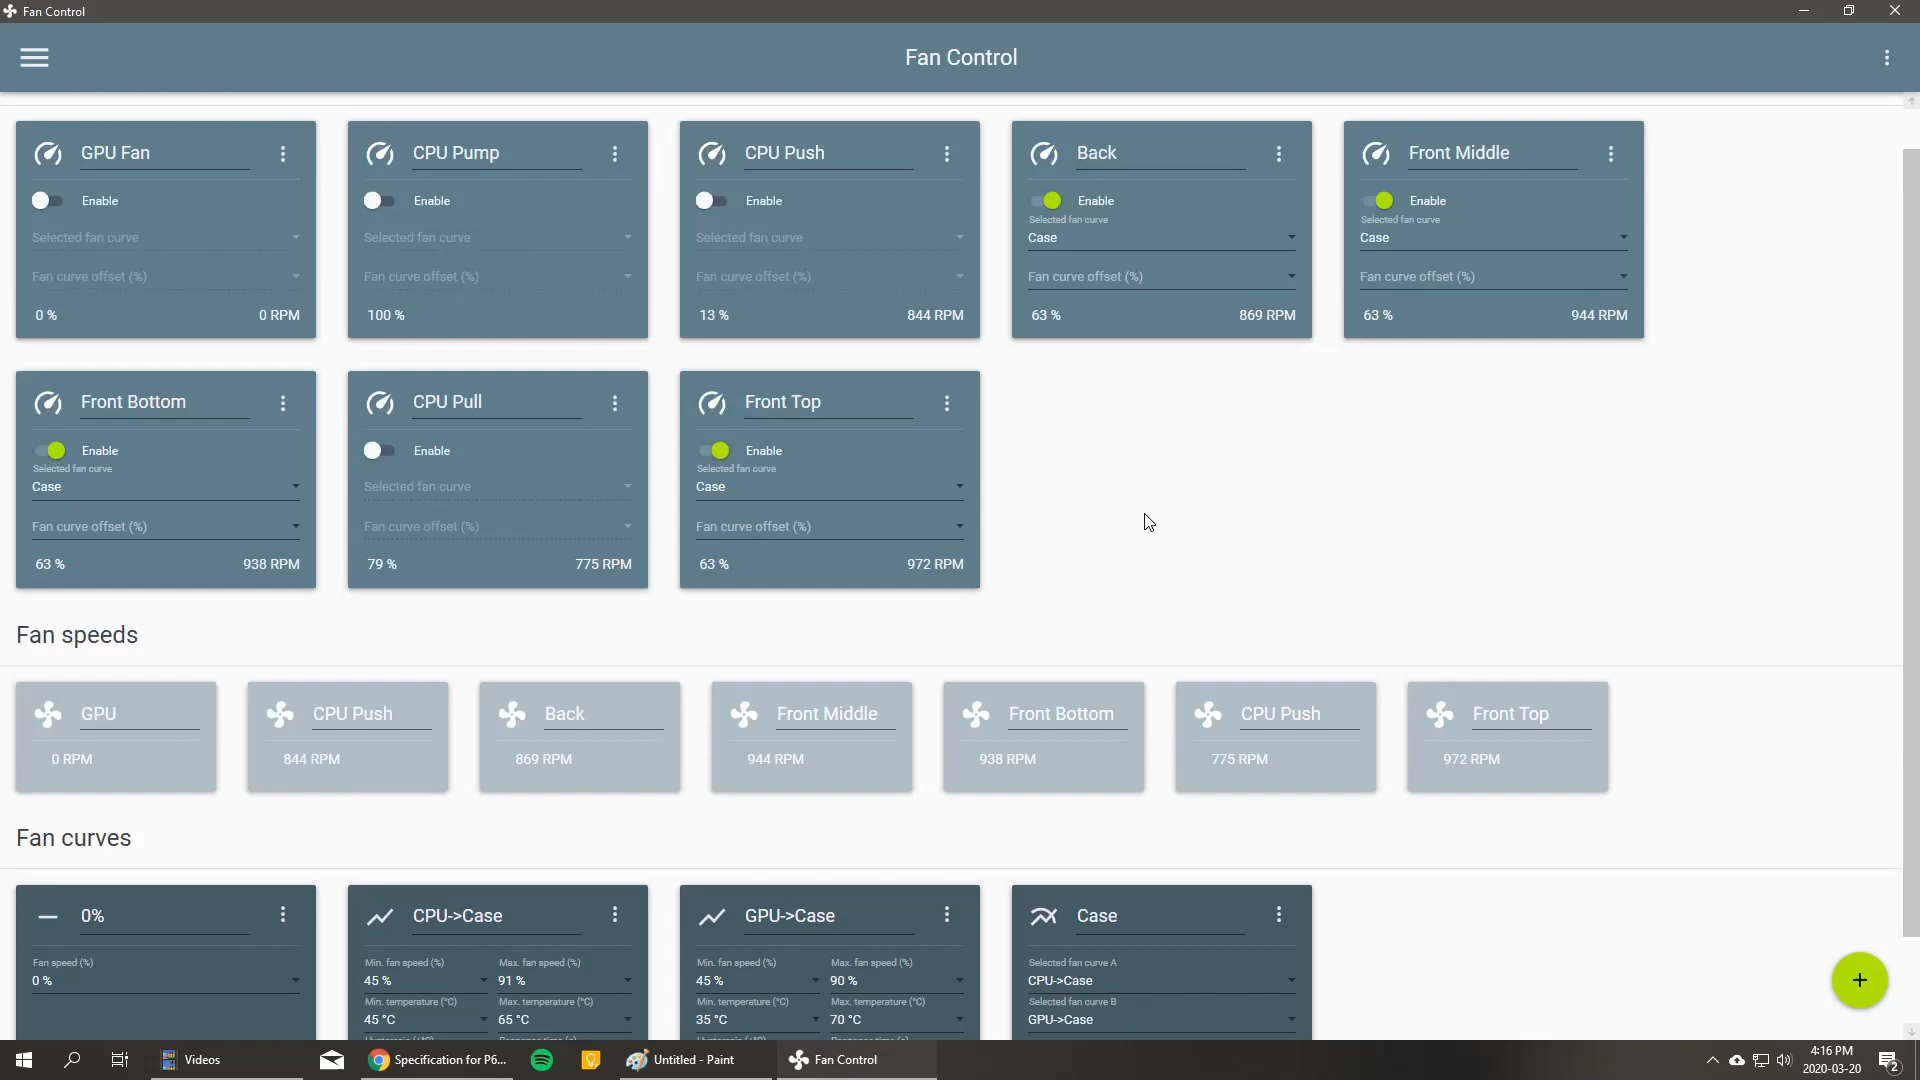 Fan Control
Fan Control
GPU Fan
Enable
Selected fan curve
Fan curve offset (%)
0 %
0 RPM
CPU Pump
Enable
Selected fan curve
Fan curve offset (%)
100 %
CPU Push
Enable
Selected fan curve
Fan curve offset (%)
13 %
844 RPM
Back
Enable
Selected fan curve
Case
Fan curve offset (%)
63 %
869 RPM
Front Middle
Enable
Selected fan curve
Case
Fan curve offset (%)
63 %
944 RPM
Front Bottom
Enable
Selected fan curve
Case
Fan curve offset (%)
63 %
938 RPM
CPU Pull
Enable
Selected fan curve
Fan curve offset (%)
79 %
775 RPM
Front Top
Enable
Selected fan curve
Case
Fan curve offset (%)
63 %
972 RPM
Fan speeds
GPU
0 RPM
CPU Push
844 RPM
Back
869 RPM
Front Middle
944 RPM
Front Bottom
938 RPM
CPU Push
775 RPM
Front Top
972 RPM
Fan curves
0%
Fan speed (%)
0 %
CPU->Case
Min. fan speed (%) Max. fan speed (%)
45 % 91 %
Min. temperature (°C) Max. temperature (°C)
45 °C 65 °C
GPU->Case
Min. fan speed (%) Max. fan speed (%)
45 % 90 %
Min. temperature (°C) Max. temperature (°C)
35 °C 70 °C
Case
Selected fan curve A
CPU->Case
Selected fan curve B
GPU->Case
+
Videos
Specification for P6...
Untitled - Paint
Fan Control
4:16 PM
2020-03-20
2